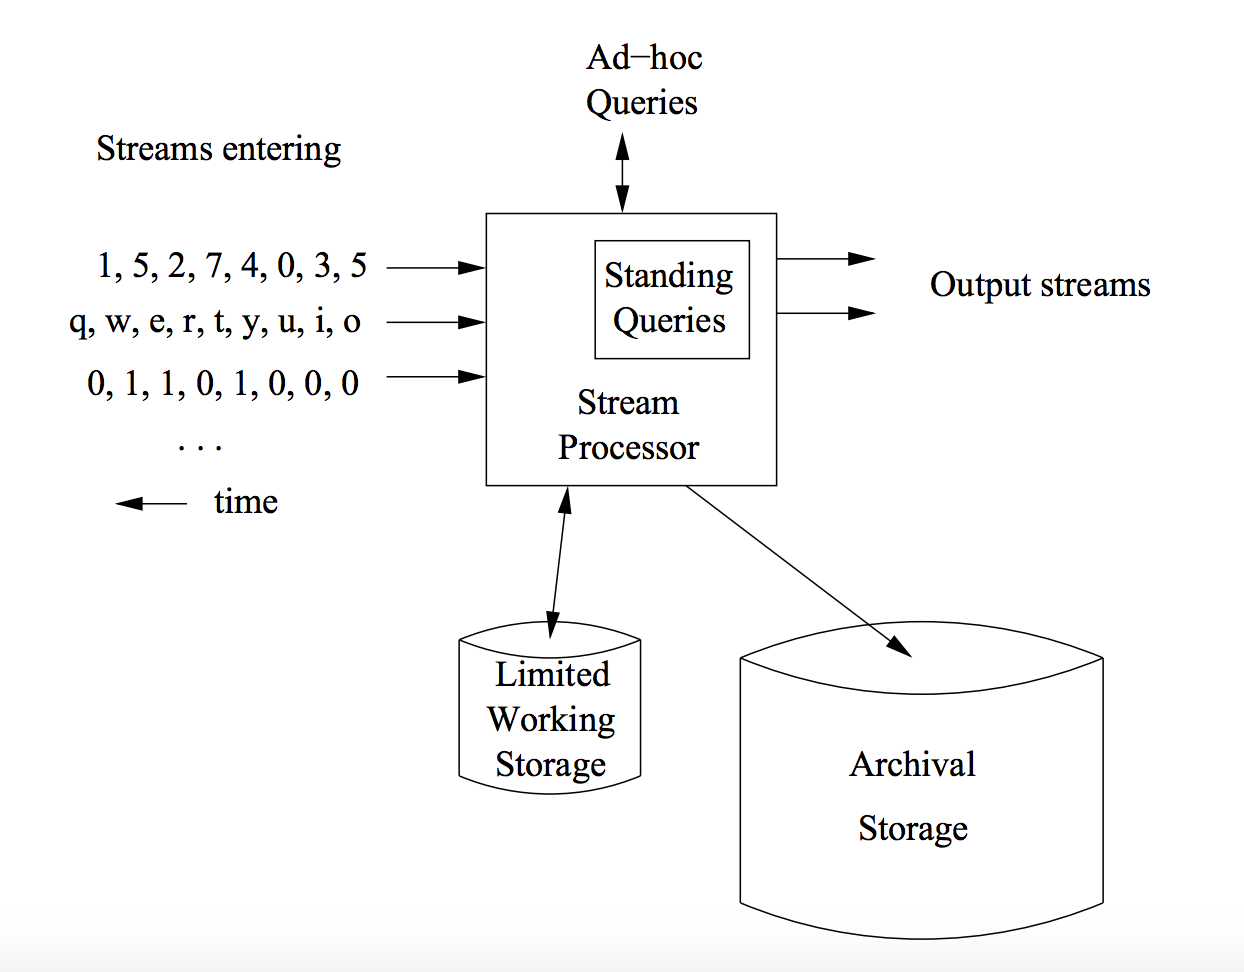 Ad−hoc
Queries
Streams entering
1, 5, 2, 7, 4, 0, 3, 5
q, w, e, r, t, y, u, i, o
0, 1, 1, 0, 1, 0, 0, 0
. . .
time
Standing
Queries
Stream
Processor
Output streams
Limited
Working
Storage
Archival
Storage